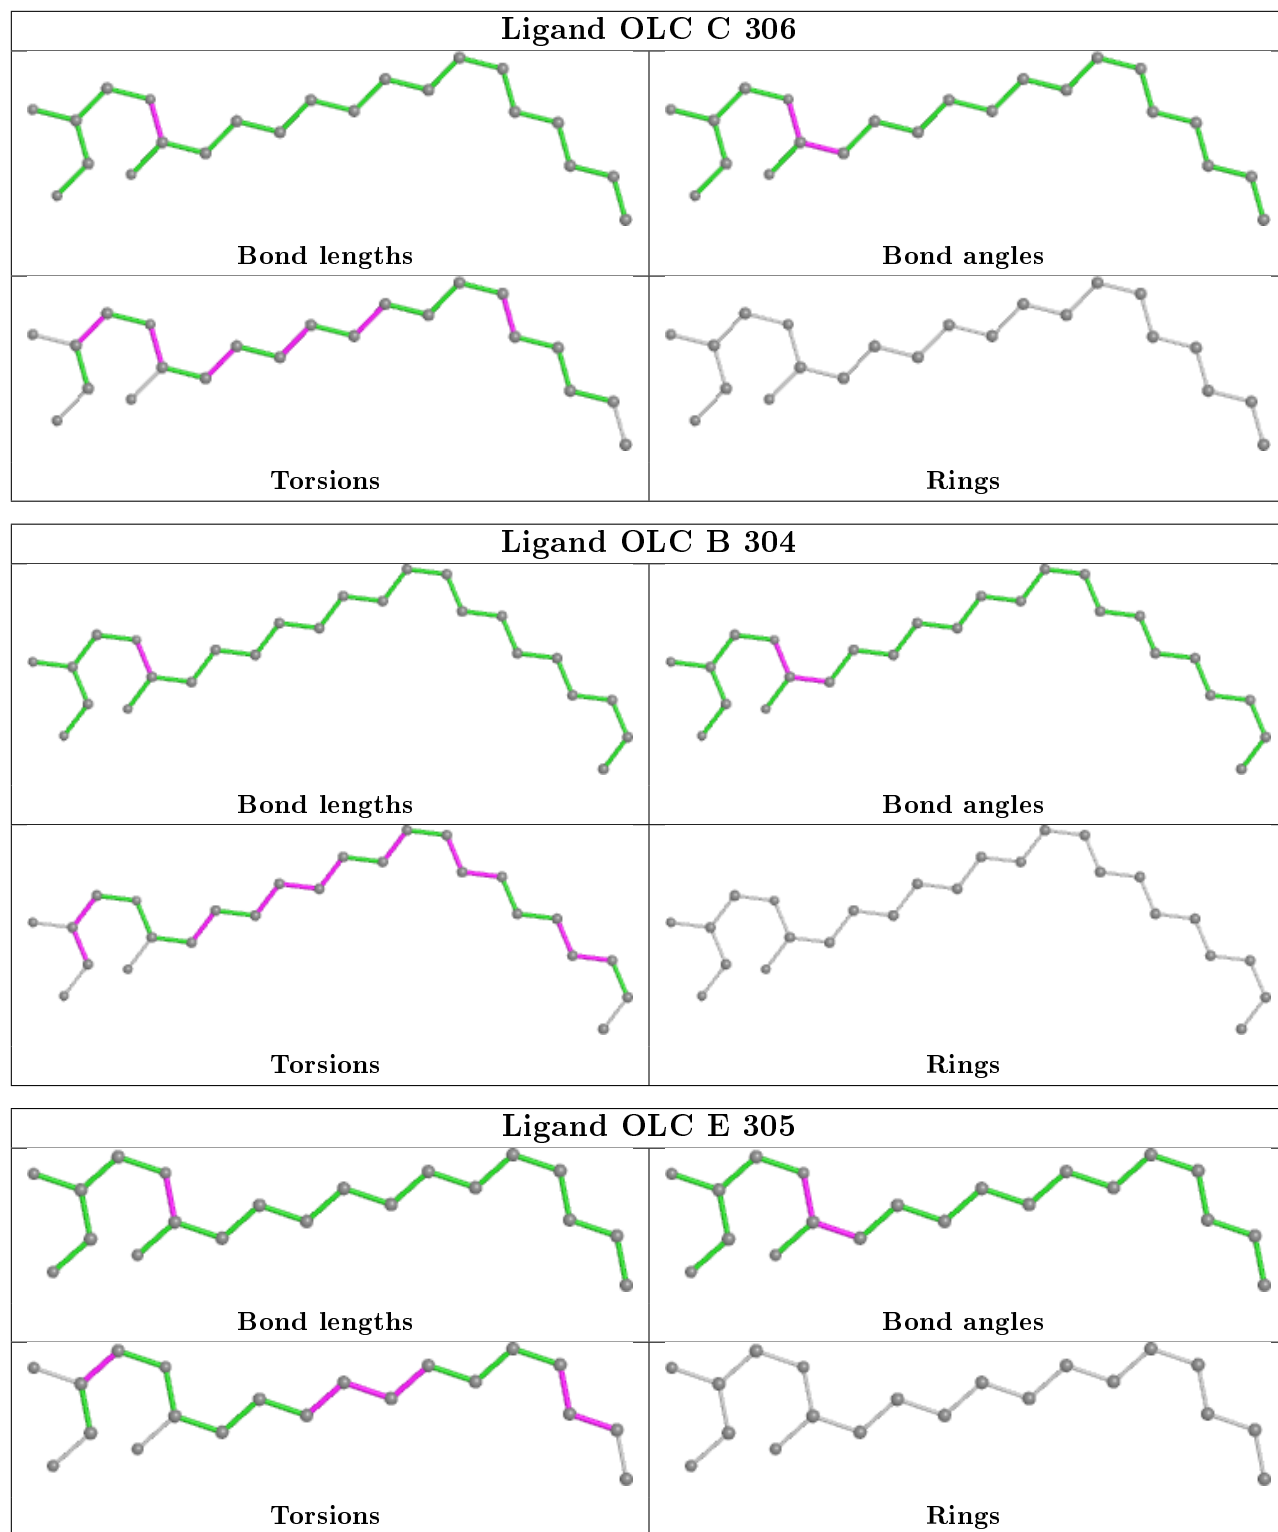 Ligand OLC C 306
Bond lengths
Bond angles
Torsions
Rings
Ligand OLC B 304
Bond lengths
Bond angles
Torsions
Rings
Ligand OLC E 305
Bond lengths
Bond angles
Torsions
Rings